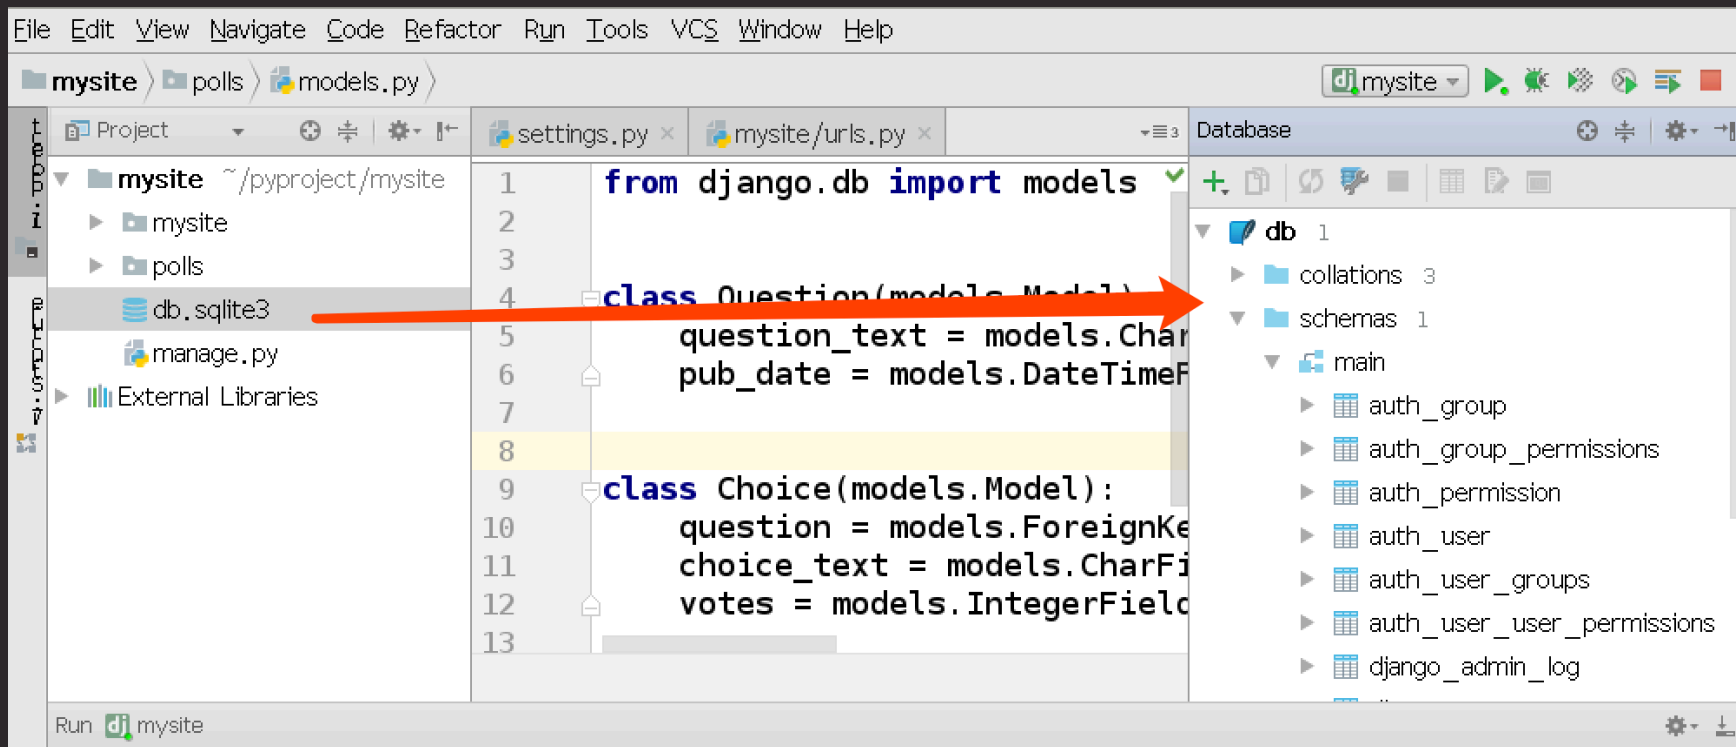 File Edit View Navigate Code Refactor Run Tools VCS Window Help
mysite polls models.py
mysite
Project
mysite ~/pyproject/mysite
mysite
polls
db.sqlite3
manage.py
External Libraries
settings.py mysite/urls.py 3
1 from django.db import models
2
3
4 class Question(models.Model)
5 question_text = models.Char
6 pub_date = models.DateTimeF
7
8
9 class Choice(models.Model):
10 question = models.ForeignKe
11 choice_text = models.CharFi
12 votes = models.IntegerField
13
Database
db 1
collations 3
schemas 1
main
auth_group
auth_group_permissions
auth_permission
auth_user
auth_user_groups
auth_user_user_permissions
django_admin_log
Run mysite